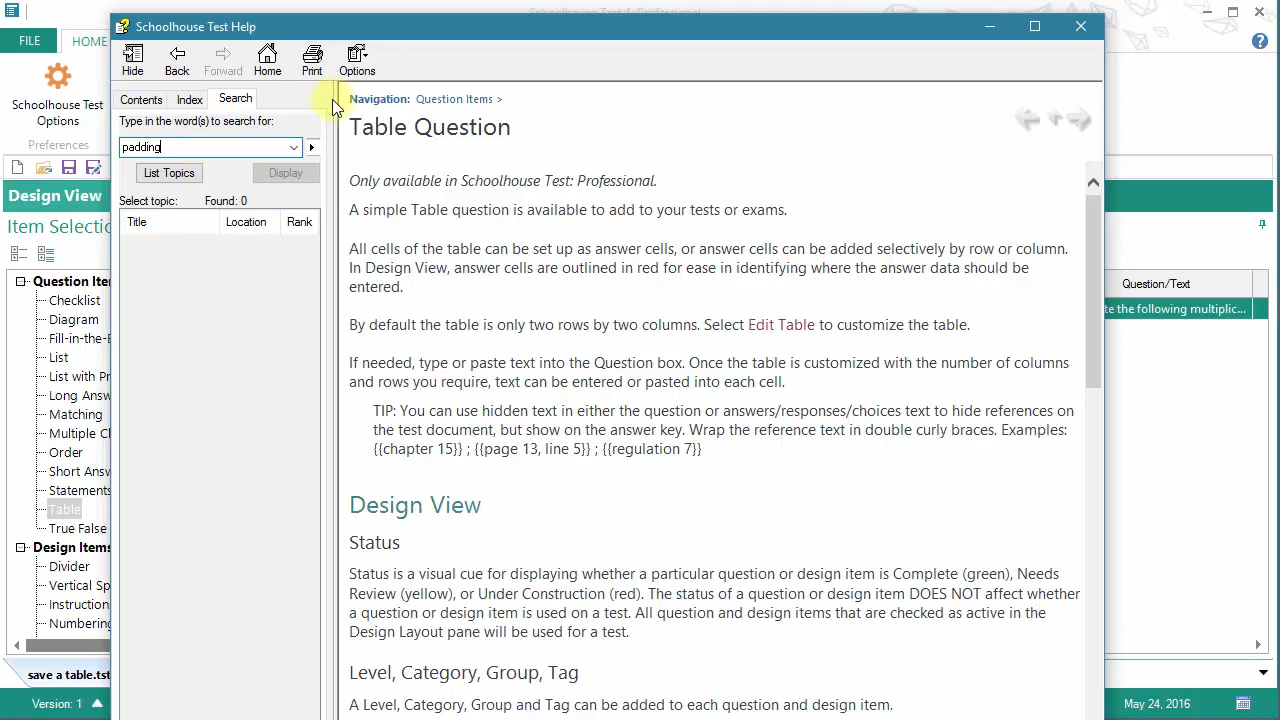 Schoolhouse Test 4: Professional
FILE
HOME
Schoolhouse Test Help
Hide
Back
Forward
Home
Print
Options
Schoolhouse Test
Options
Preferences
Contents
Index
Search
Type in the word(s) to search for:
padding
List Topics
Display
Select topic:
Found: 0
Title
Location
Rank
Navigation: Question Items >
Table Question
Only available in Schoolhouse Test: Professional.
A simple Table question is available to add to your tests or exams.
All cells of the table can be set up as answer cells, or answer cells can be added selectively by row or column.
In Design View, answer cells are outlined in red for ease in identifying where the answer data should be
entered.
By default the table is only two rows by two columns. Select Edit Table to customize the table.
If needed, type or paste text into the Question box. Once the table is customized with the number of columns
and rows you require, text can be entered or pasted into each cell.
TIP: You can use hidden text in either the question or answers/responses/choices text to hide references on
the test document, but show on the answer key. Wrap the reference text in double curly braces. Examples:
{{chapter 15}} ; {{page 13, line 5}} ; {{regulation 7}}
Design View
Status
Status is a visual cue for displaying whether a particular question or design item is Complete (green), Needs
Review (yellow), or Under Construction (red). The status of a question or design item DOES NOT affect whether
a question or design item is used on a test. All question and design items that are checked as active in the
Design Layout pane will be used for a test.
Level, Category, Group, Tag
A Level, Category, Group and Tag can be added to each question and design item.
Design View
Item Selectio
Question Iter
Checklist
Diagram
Fill-in-the-B
List
List with Pr
Long Answ
Matching
Multiple C
Order
Short Answ
Statements
Table
True False
Design Items
Divider
Vertical Sp
Instruction
Numbering
save a table.tst
Version: 1
Question/Text
te the following multiplic...
May 24, 2016